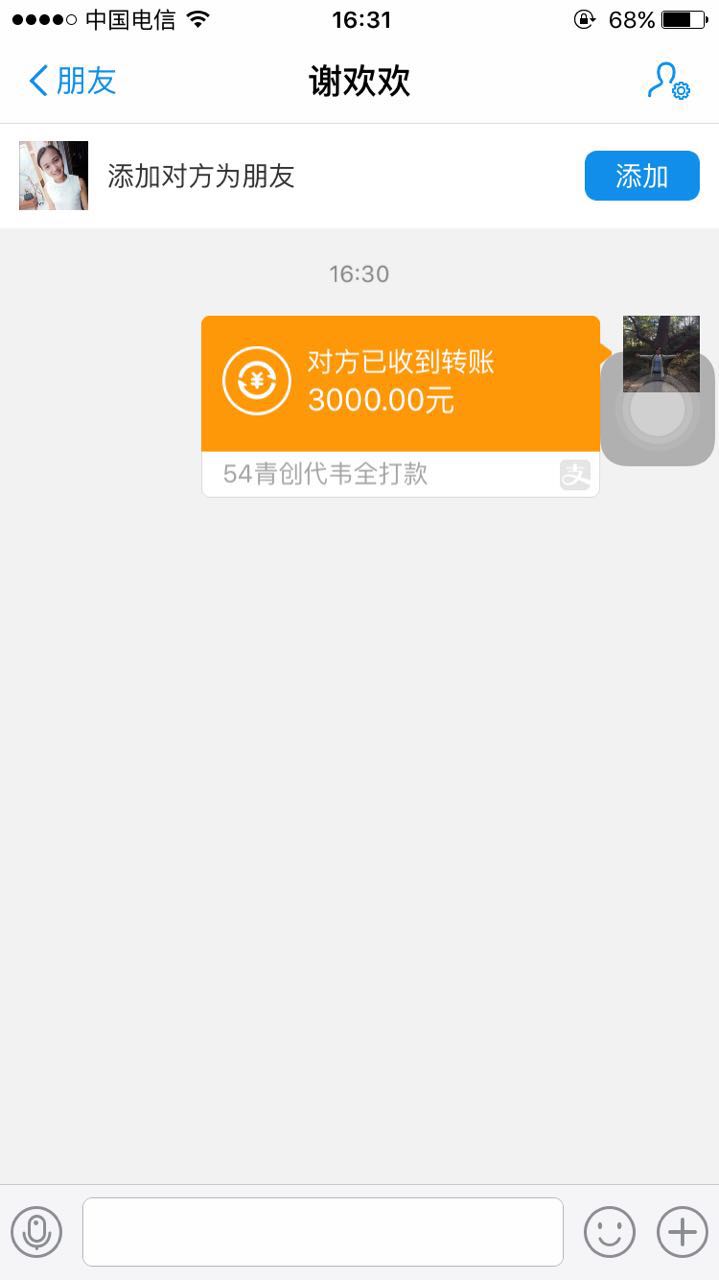 中国电信
16:31
68%
朋友
谢欢欢
添加对方为朋友
添加
16:30
对方已收到转账
3000.00元
54青创代韦全打款
支